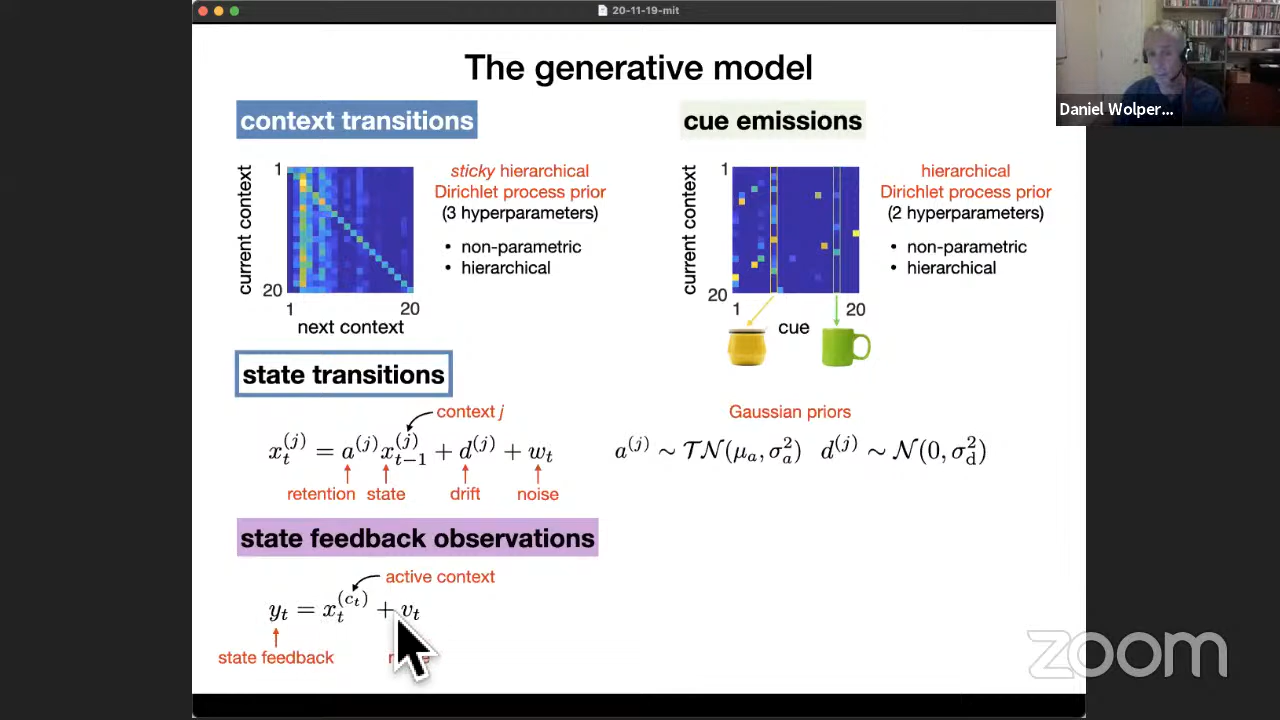 20-11-19-mit
The generative model
Daniel Wolper...
context transitions
1
20
current context
1
20
next context
sticky hierarchical
Dirichlet process prior
(3 hyperparameters)
• non-parametric
• hierarchical
cue emissions
1
20
current context
1
20
cue
hierarchical
Dirichlet process prior
(2 hyperparameters)
• non-parametric
• hierarchical
state transitions
context j
x_t^{(j)} = a^{(j)} x_{t-1}^{(j)} + d^{(j)} + w_t
retention state drift noise
Gaussian priors
a^{(j)} ∼ 𝒯𝒩(μ_a, σ_a^2) d^{(j)} ∼ 𝒩(0, σ_d^2)
state feedback observations
active context
y_t = x_t^{(c_t)} + v_t
state feedback
zoom